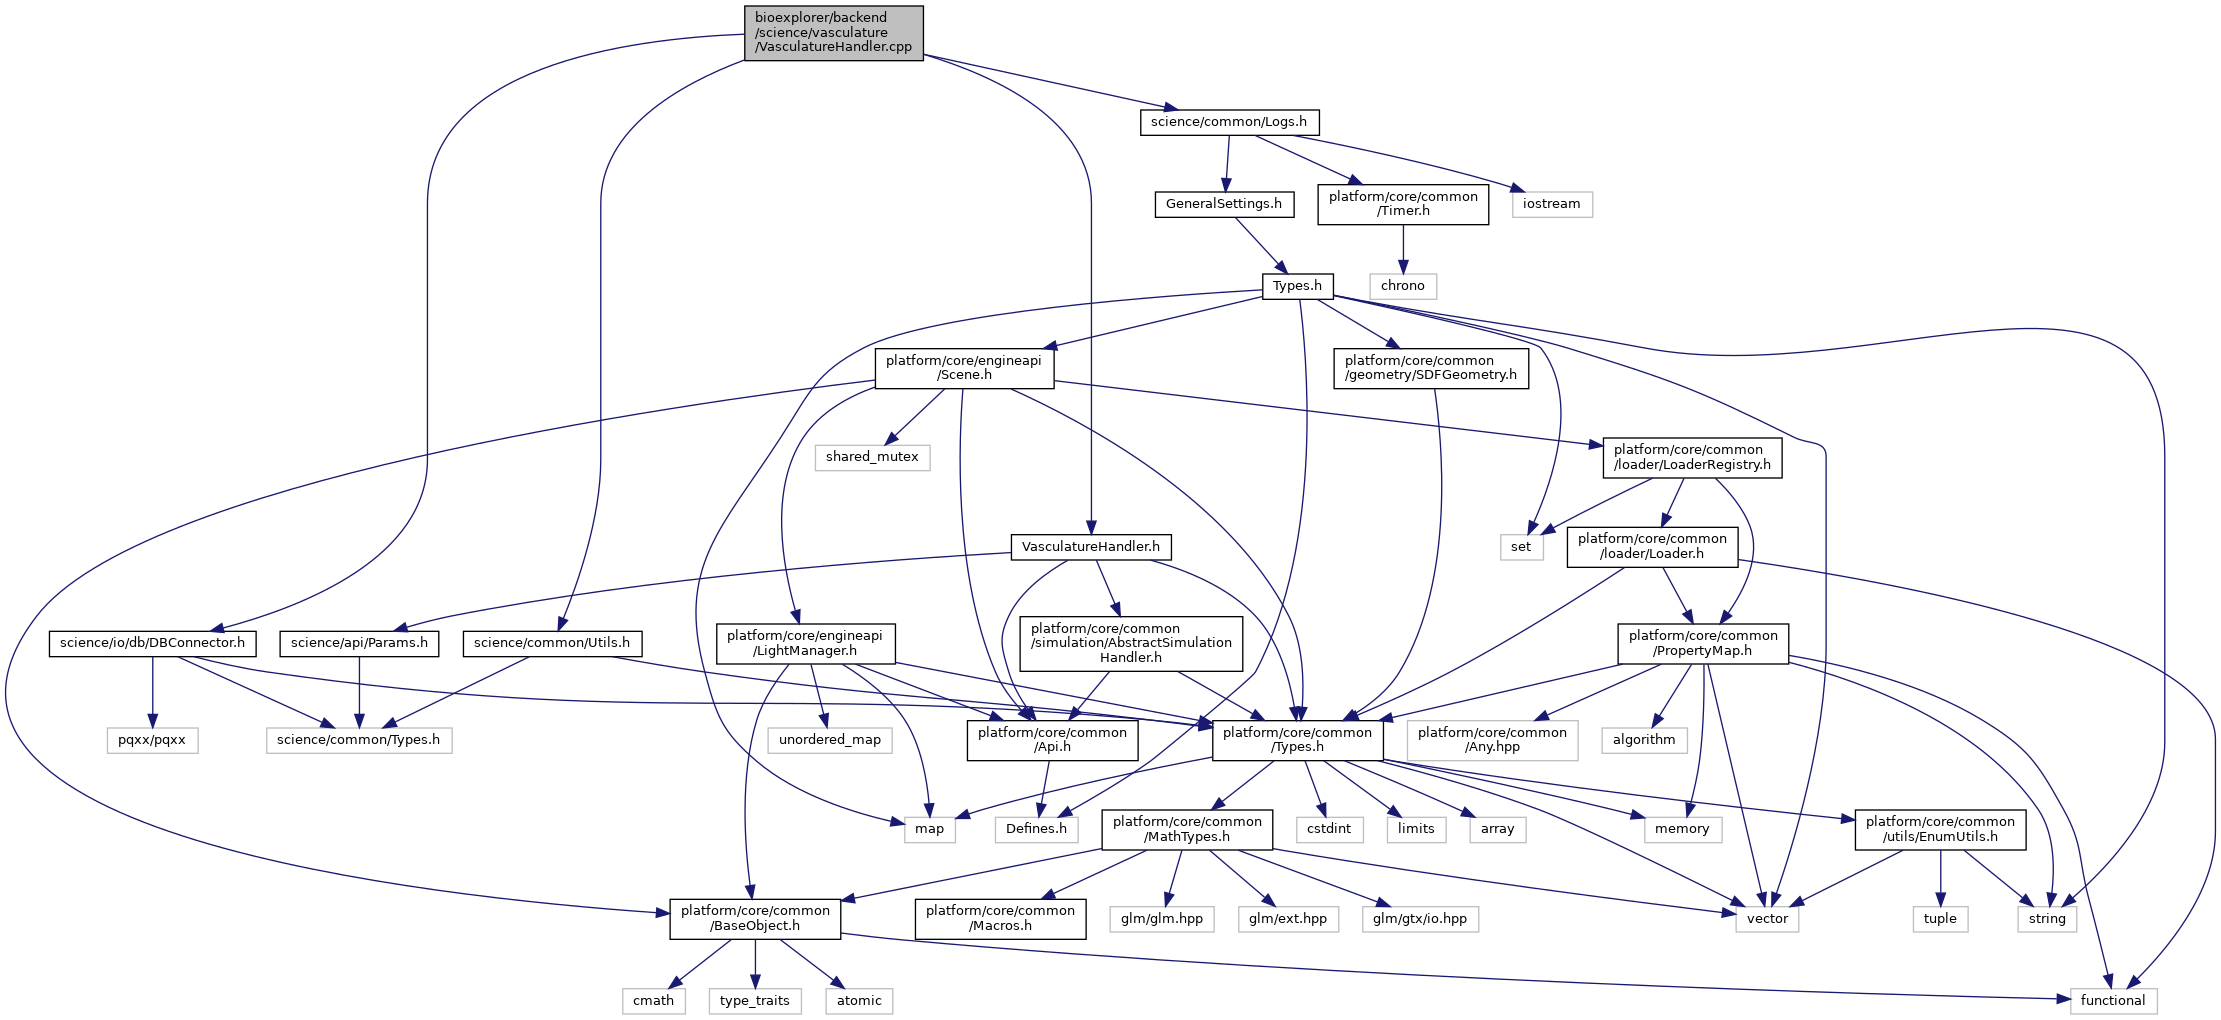 bioexplorer/backend
/science/vasculature
/VasculatureHandler.cpp
science/common/Logs.h
GeneralSettings.h
platform/core/common
/Timer.h
iostream
Types.h
chrono
platform/core/engineapi
/Scene.h
platform/core/common
/geometry/SDFGeometry.h
shared_mutex
platform/core/common
/loader/LoaderRegistry.h
VasculatureHandler.h
set
platform/core/common
/loader/Loader.h
science/io/db/DBConnector.h
science/api/Params.h
science/common/Utils.h
platform/core/engineapi
/LightManager.h
platform/core/common
/simulation/AbstractSimulation
Handler.h
platform/core/common
/PropertyMap.h
pqxx/pqxx
science/common/Types.h
unordered_map
platform/core/common
/Api.h
platform/core/common
/Types.h
platform/core/common
/Any.hpp
algorithm
map
Defines.h
platform/core/common
/MathTypes.h
cstdint
limits
array
memory
platform/core/common
/utils/EnumUtils.h
platform/core/common
/BaseObject.h
platform/core/common
/Macros.h
glm/glm.hpp
glm/ext.hpp
glm/gtx/io.hpp
vector
tuple
string
cmath
type_traits
atomic
functional